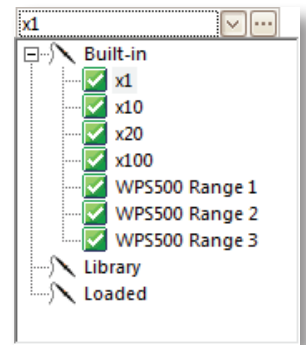 x1
Built-in
x1
x10
x20
x100
WPS500 Range 1
WPS500 Range 2
WPS500 Range 3
Library
Loaded